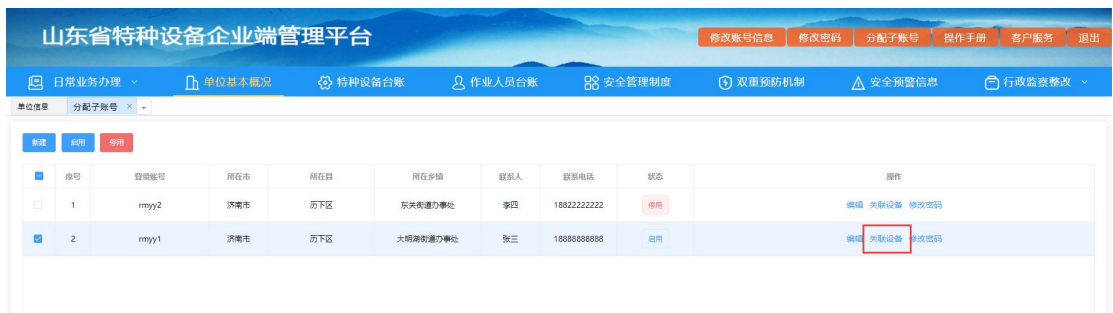 山东省特种设备企业端管理平台
修改账号信息 修改密码 分配子账号 操作手册 客户服务 退出
日常业务办理 单位基本概况 特种设备台账 作业人员台账 安全管理制度 双重预防机制 安全预警信息 行政监察整改
单位信息 分配子账号 ×
新建 启用 停用
序号 登录账号 所在市 所在县 所在乡镇 联系人 联系电话 状态 操作
1 rmyy2 济南市 历下区 东关街道办事处 李四 18822222222 停用 编辑 关联设备 修改密码
2 rmyy1 济南市 历下区 大明湖街道办事处 张三 18888888888 启用 编辑 关联设备 修改密码